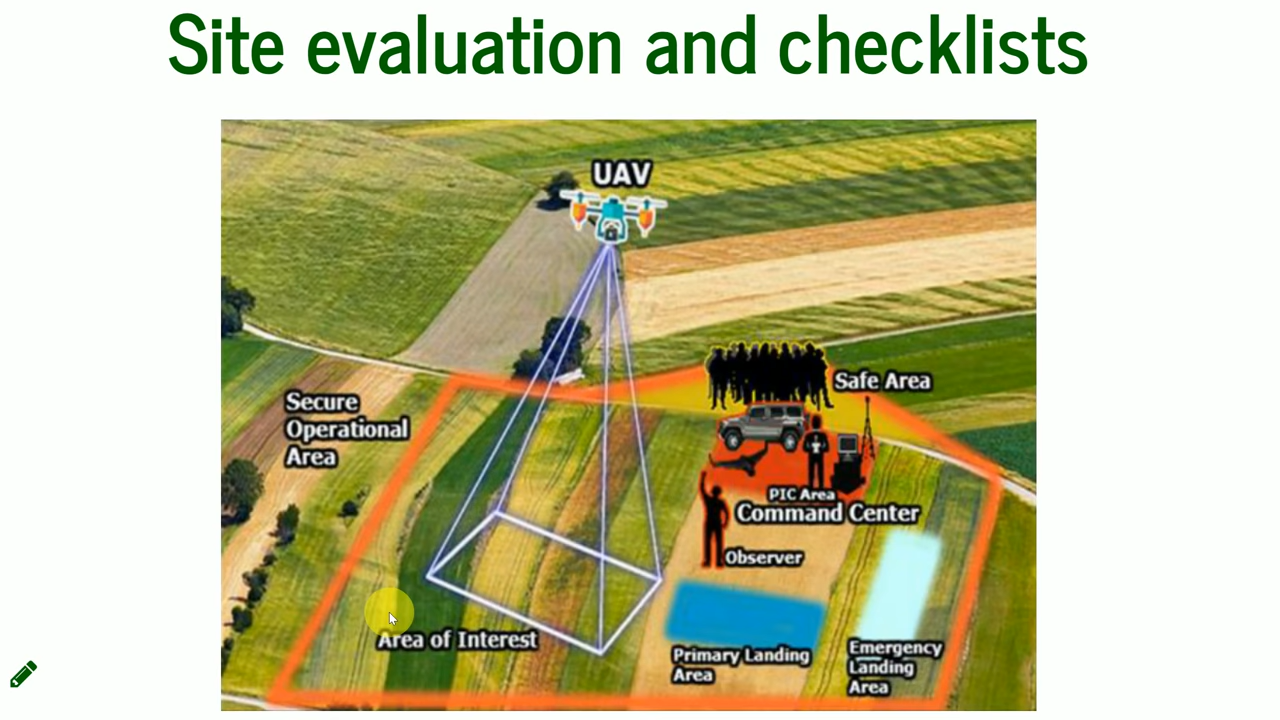 Site evaluation and checklists
UAV
Safe Area
Secure
Operational
Area
PIC Area
Command Center
Observer
Area of Interest
Primary Landing
Area
Emergency
Landing
Area